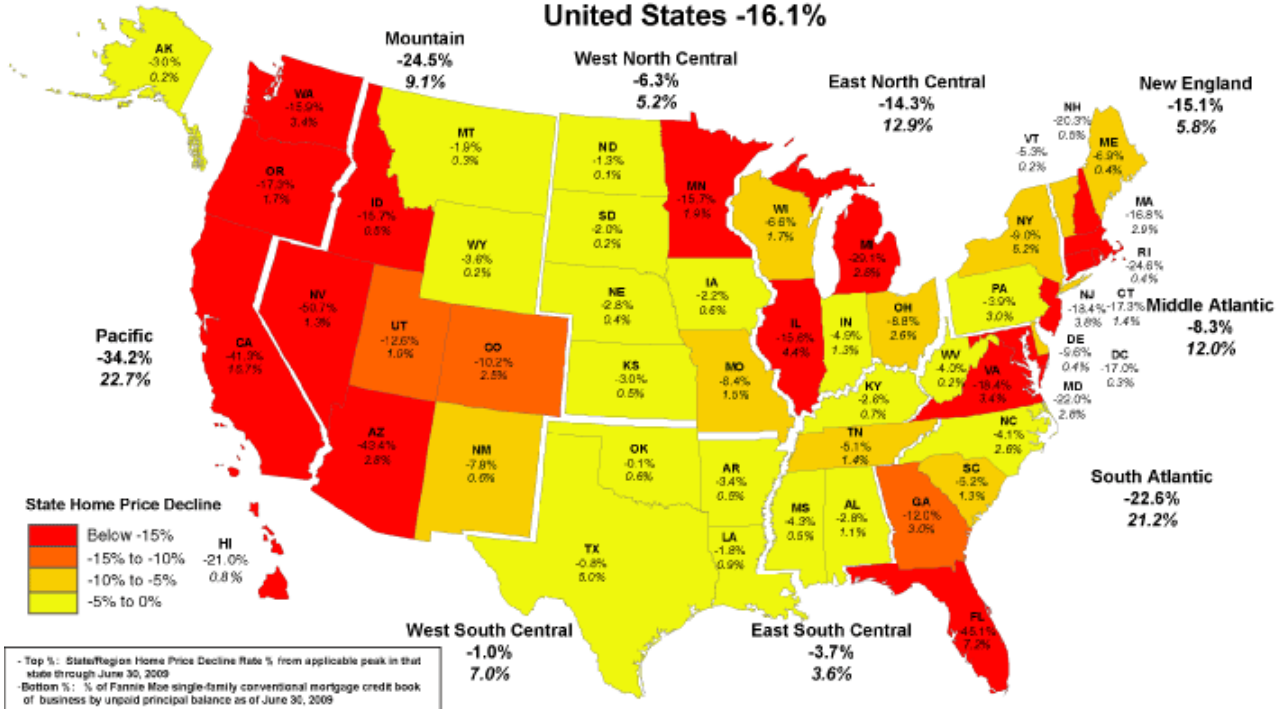 United States -16.1%
Mountain
-24.5%
9.1%
West North Central
-6.3%
5.2%
East North Central
-14.3%
12.9%
New England
-15.1%
5.8%
Pacific
-34.2%
22.7%
Middle Atlantic
-8.3%
12.0%
South Atlantic
-22.6%
21.2%
West South Central
-1.0%
7.0%
East South Central
-3.7%
3.6%
AK
-3.0%
0.2%
WA
-15.9%
3.4%
OR
-17.3%
1.7%
ID
-15.7%
0.5%
MT
-1.9%
0.3%
WY
-3.6%
0.2%
NV
-50.7%
1.3%
UT
-12.6%
1.0%
CO
-10.2%
2.5%
CA
-41.3%
AZ
-43.4%
2.8%
NM
-7.8%
ND
-1.3%
0.1%
SD
-2.0%
0.2%
NE
-2.8%
0.4%
KS
-3.0%
0.5%
MN
-15.7%
1.9%
IA
-2.2%
0.6%
MO
-8.4%
WI
-6.6%
1.7%
MI
-29.1%
IL
-15.6%
4.4%
IN
-4.9%
1.3%
OH
-8.8%
2.6%
KY
-2.6%
0.7%
TN
-5.1%
1.4%
MS
-4.3%
AL
-2.8%
1.1%
OK
-0.1%
0.6%
AR
-3.4%
LA
-1.8%
0.9%
TX
-0.8%
5.0%
NH
-20.3%
VT
-5.3%
0.2%
ME
-6.9%
0.4%
MA
-16.8%
2.9%
RI
-24.6%
0.4%
CT
-17.3%
1.4%
NY
-9.0%
5.2%
PA
-3.9%
3.0%
NJ
-18.4%
3.8%
DE
-9.6%
0.4%
DC
-17.0%
0.3%
MD
-22.0%
2.8%
WV
-4.0%
0.2%
VA
-18.4%
3.4%
NC
-4.1%
2.6%
SC
-5.2%
1.3%
GA
-12.0%
3.0%
FL
-45.1%
7.2%
HI
-21.0%
0.8%
State Home Price Decline
Below -15%
-15% to -10%
-10% to -5%
-5% to 0%
- Top %: State/Region Home Price Decline Rate % from applicable peak in that
state through June 30, 2009
-Bottom %: % of Fannie Mae single-family conventional mortgage credit book
of business by unpaid principal balance as of June 30, 2009